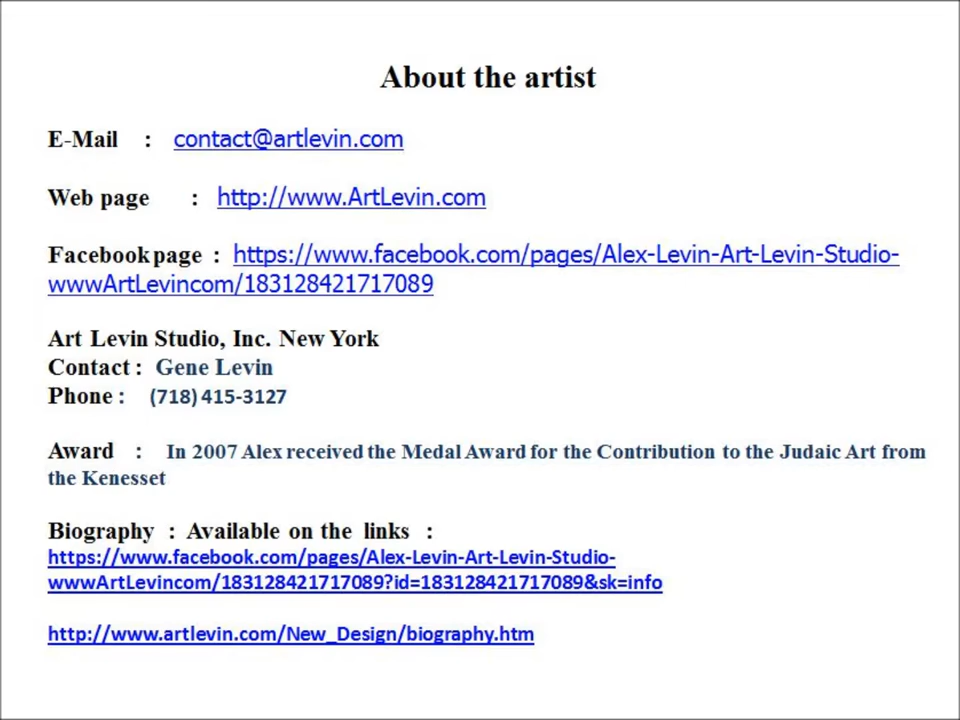 About the artist
E-Mail : contact@artlevin.com
Web page : http://www.ArtLevin.com
Facebook page : https://www.facebook.com/pages/Alex-Levin-Art-Levin-Studio-
wwwArtLevincom/183128421717089
Art Levin Studio, Inc. New York
Contact : Gene Levin
Phone : (718) 415-3127
Award : In 2007 Alex received the Medal Award for the Contribution to the Judaic Art from
the Kenesset
Biography : Available on the links :
https://www.facebook.com/pages/Alex-Levin-Art-Levin-Studio-
wwwArtLevincom/183128421717089?id=183128421717089&sk=info
http://www.artlevin.com/New_Design/biography.htm